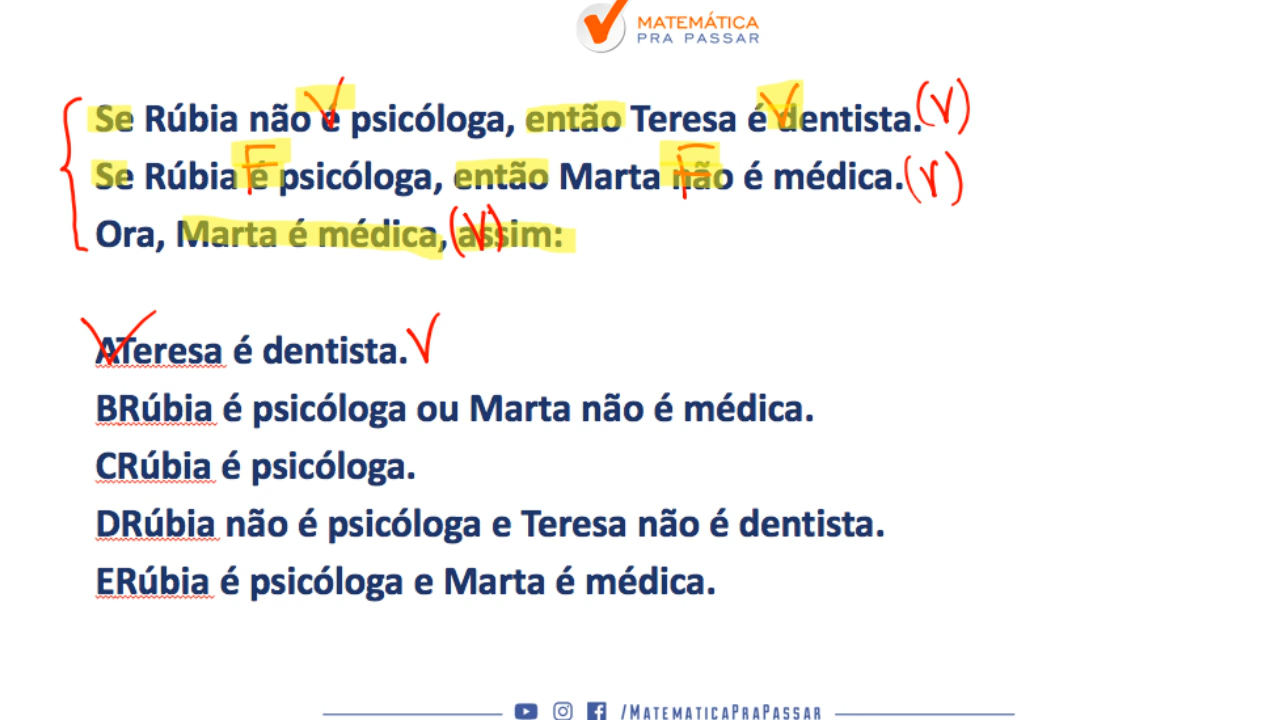 MATEMÁTICA
PRA PASSAR
Se Rúbia não é psicóloga, então Teresa é dentista. (V)
V V
Se Rúbia é psicóloga, então Marta não é médica. (V)
F F
Ora, Marta é médica, (V) assim:
ATeresa é dentista. V
BRúbia é psicóloga ou Marta não é médica.
CRúbia é psicóloga.
DRúbia não é psicóloga e Teresa não é dentista.
ERúbia é psicóloga e Marta é médica.
/MATEMATICAPRAPASSAR